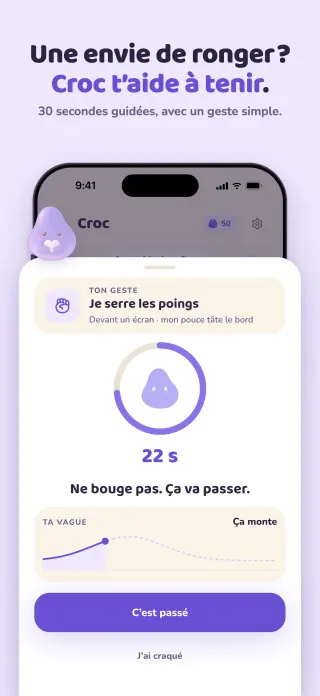 Une envie de ronger ?
Croc t'aide à tenir.
30 secondes guidées, avec un geste simple.
9:41
Croc
50
TON GESTE
Je serre les poings
Devant un écran · mon pouce tâte le bord
22 s
Ne bouge pas. Ça va passer.
TA VAGUE
Ça monte
C'est passé
J'ai craqué